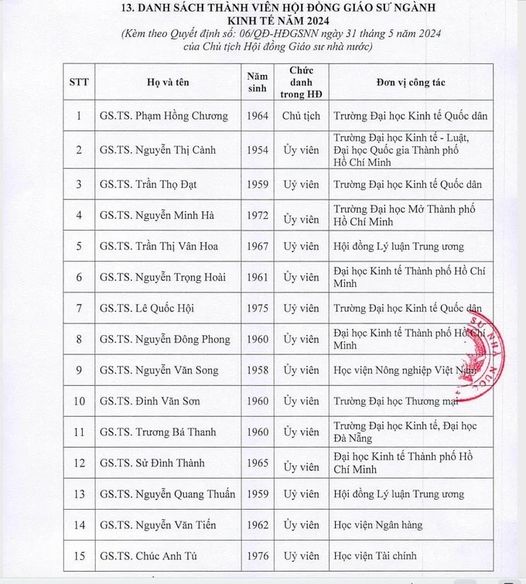 13. DANH SÁCH THÀNH VIÊN HỘI ĐỒNG GIÁO SƯ NGÀNH
KINH TẾ NĂM 2024
(Kèm theo Quyết định số: 06/QĐ-HĐGSNN ngày 31 tháng 5 năm 2024
của Chủ tịch Hội đồng Giáo sư nhà nước)
STT Họ và tên Năm sinh Chức danh trong HĐ Đơn vị công tác
1 GS.TS. Phạm Hồng Chương 1964 Chủ tịch Trường Đại học Kinh tế Quốc dân
2 GS.TS. Nguyễn Thị Cành 1954 Ủy viên Trường Đại học Kinh tế - Luật,
Đại học Quốc gia Thành phố
Hồ Chí Minh
3 GS.TS. Trần Thọ Đạt 1959 Uỷ viên Trường Đại học Kinh tế Quốc dân
4 GS.TS. Nguyễn Minh Hà 1972 Ủy viên Trường Đại học Mở Thành phố
Hồ Chí Minh
5 GS.TS. Trần Thị Vân Hoa 1967 Uỷ viên Hội đồng Lý luận Trung ương
6 GS.TS. Nguyễn Trọng Hoài 1961 Ủy viên Đại học Kinh tế Thành phố Hồ Chí
Minh
7 GS.TS. Lê Quốc Hội 1975 Uỷ viên Trường Đại học Kinh tế Quốc dân
8 GS.TS. Nguyễn Đông Phong 1960 Ủy viên Đại học Kinh tế Thành phố Hồ Chí
Minh
9 GS.TS. Nguyễn Văn Song 1958 Uỷ viên Học viện Nông nghiệp Việt Nam
10 GS.TS. Đinh Văn Sơn 1960 Ủy viên Trường Đại học Thương mại
11 GS.TS. Trương Bá Thanh 1960 Ủy viên Trường Đại học Kinh tế, Đại học
Đà Nẵng
12 GS.TS. Sử Đình Thành 1965 Ủy viên Đại học Kinh tế Thành phố Hồ
Chí Minh
13 GS.TS. Nguyễn Quang Thuấn 1959 Uỷ viên Hội đồng Lý luận Trung ương
14 GS.TS. Nguyễn Văn Tiến 1962 Uỷ viên Học viện Ngân hàng
15 GS.TS. Chúc Anh Tú 1976 Uỷ viên Học viện Tài chính
SƯ NHÀ NƯỚC